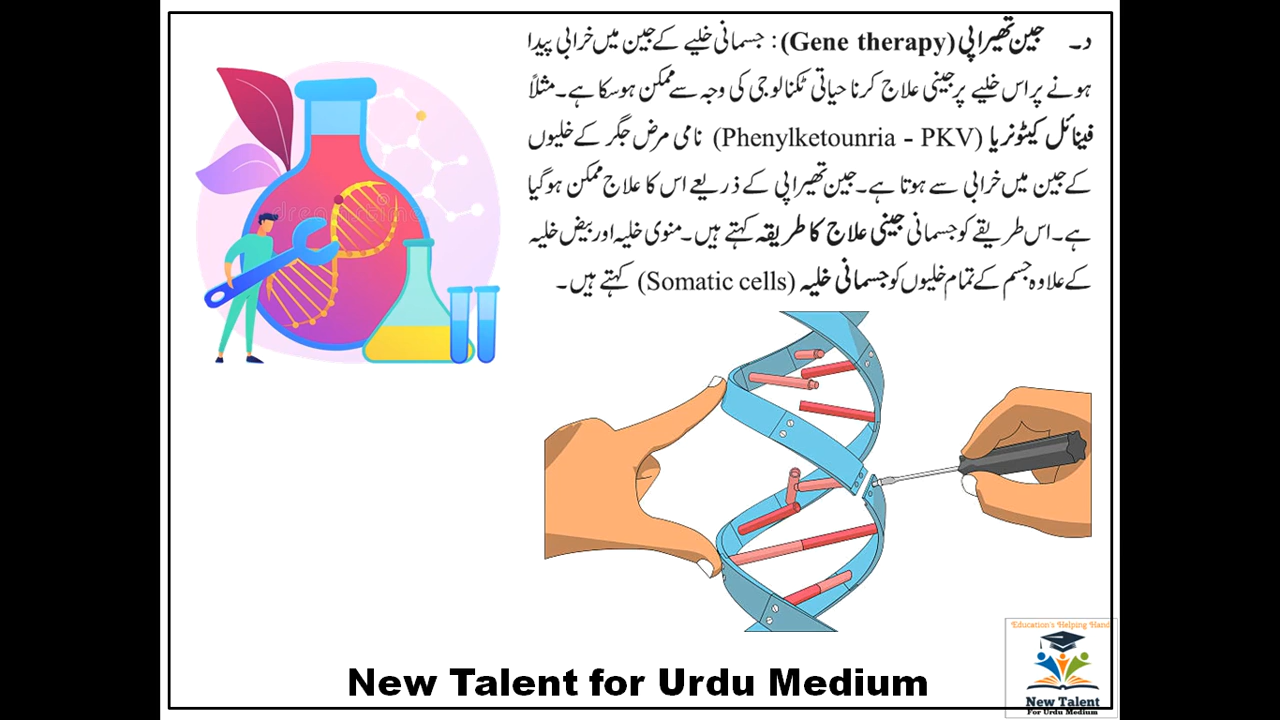 د۔ جین تھیراپی (Gene therapy) : جسمانی خلیے کے جین میں خرابی پیدا
ہونے پر اس خلیے پر جینی علاج کرنا حیاتی ٹکنالوجی کی وجہ سے ممکن ہوسکا ہے۔ مثلاً
فینائل کیٹونریا (Phenylketounria - PKV) نامی مرض جگر کے خلیوں
کے جین میں خرابی سے ہوتا ہے۔ جین تھیراپی کے ذریعے اس کا علاج ممکن ہوگیا
ہے۔ اس طریقے کو جسمانی جینی علاج کا طریقہ کہتے ہیں۔ منوی خلیہ اور بیض خلیہ
کے علاوہ جسم کے تمام خلیوں کو جسمانی خلیہ (Somatic cells) کہتے ہیں۔
dreamstime
Education's Helping Hand
New Talent
For Urdu Medium
New Talent for Urdu Medium